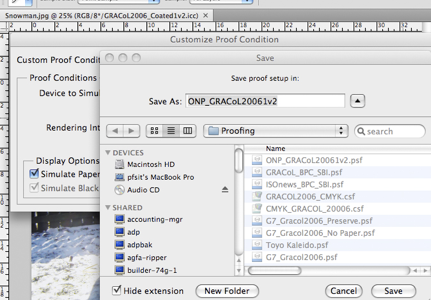 Snowman.jpg @ 25% (RGB/8*/GRACoL2006_Coated1v2.icc)
Customize Proof Condition
Custom Proof Condition
Proof Conditions
Device to Simul
Rendering Int
Display Options
Simulate Paper
Simulate Black
Save
Save proof setup in:
Save As: ONP_GRACoL20061v2
Proofing
search
DEVICES
Macintosh HD
pfsit's MacBook Pro
Audio CD
SHARED
accounting-mgr
adp
adpbak
agfa-ripper
builder-74g-1
Name
ONP_GRACoL20061v2.psf
GRACoL_BPC_SBI.psf
ISOnews_BPC_SBI.psf
GRACOL2006_CMYK.csf
CMYK_GRACOL_20006.csf
G7_Gracol2006_Preserve.psf
G7_Gracol2006_No Paper.psf
Toyo Kaleido.psf
G7_Gracol2006.psf
Hide extension
New Folder
Cancel
Save